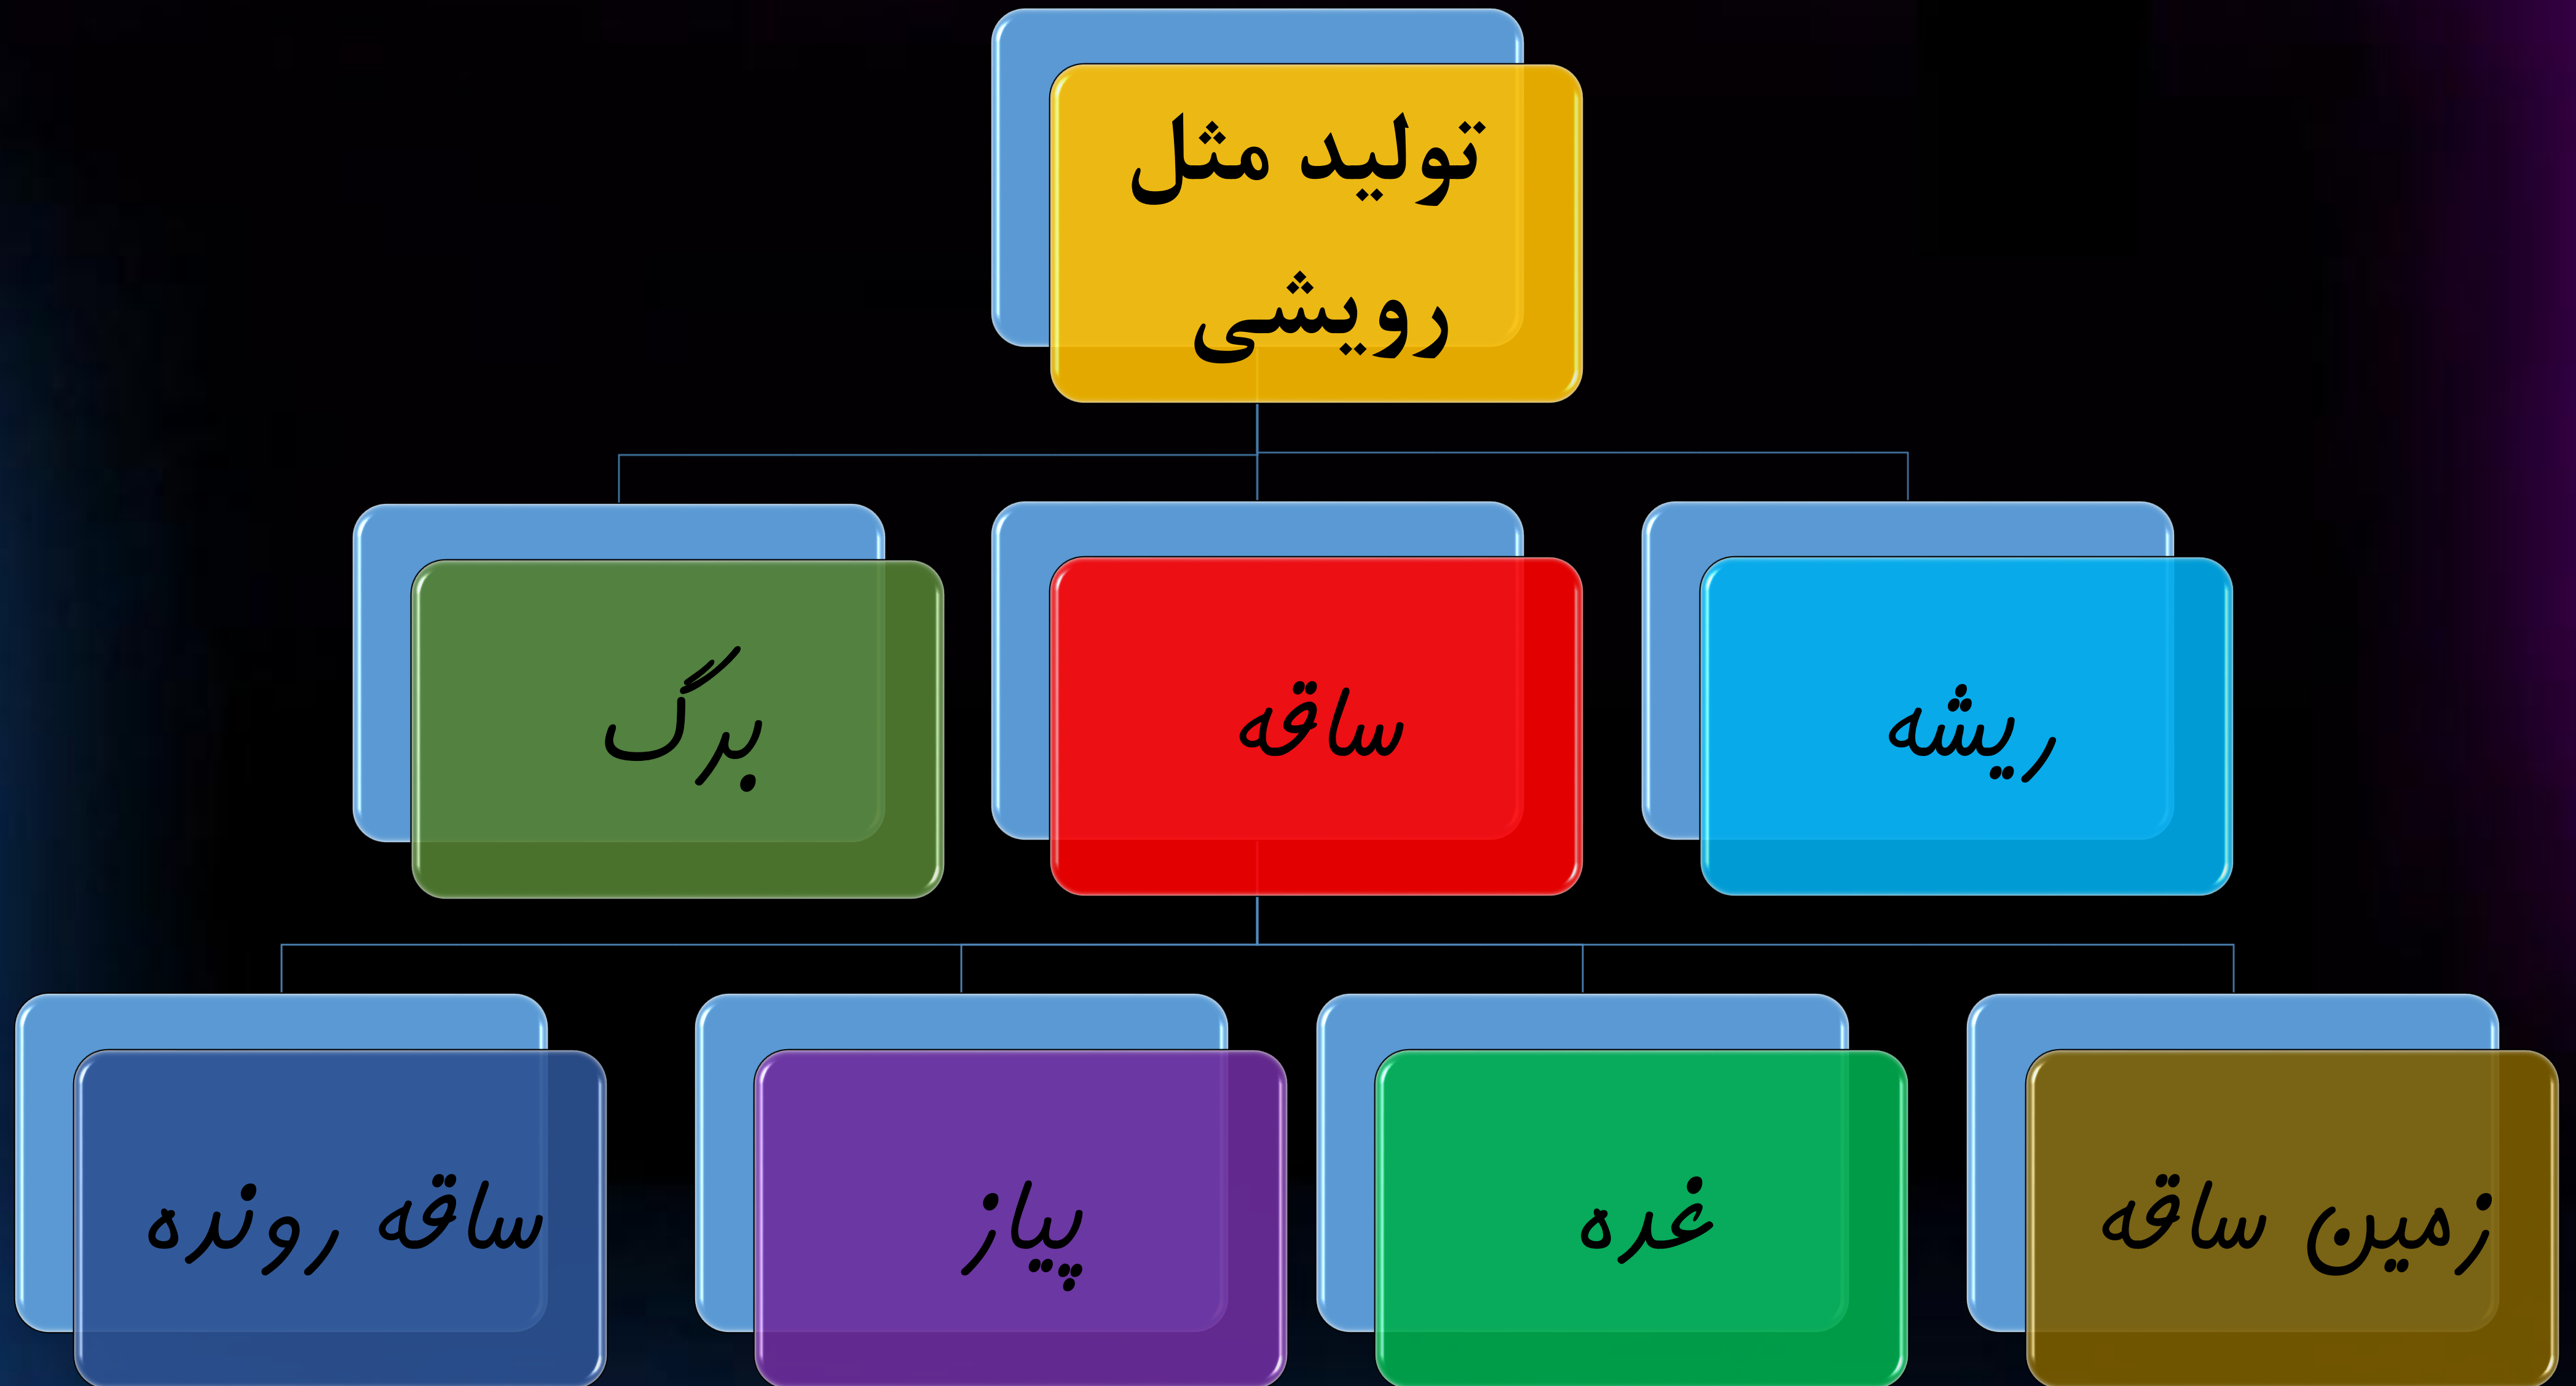 تولید مثل
رویشی
ریشه
ساقه
برگ
زمین ساقه
غده
پیاز
ساقه رونده